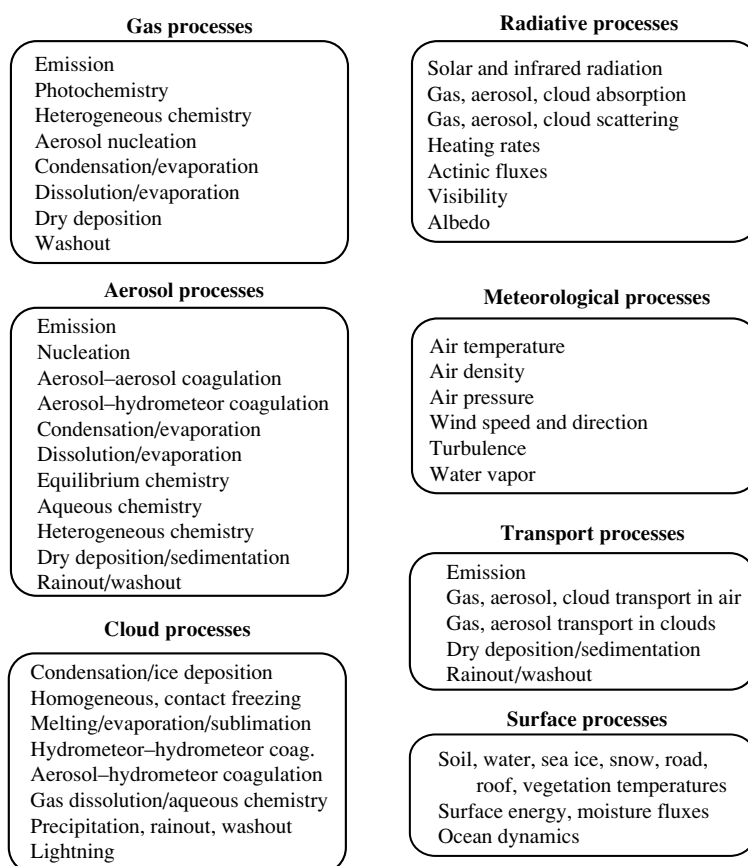 Gas processes
Emission
Photochemistry
Heterogeneous chemistry
Aerosol nucleation
Condensation/evaporation
Dissolution/evaporation
Dry deposition
Washout
Aerosol processes
Emission
Nucleation
Aerosol–aerosol coagulation
Aerosol–hydrometeor coagulation
Condensation/evaporation
Dissolution/evaporation
Equilibrium chemistry
Aqueous chemistry
Heterogeneous chemistry
Dry deposition/sedimentation
Rainout/washout
Cloud processes
Condensation/ice deposition
Homogeneous, contact freezing
Melting/evaporation/sublimation
Hydrometeor–hydrometeor coag.
Aerosol–hydrometeor coagulation
Gas dissolution/aqueous chemistry
Precipitation, rainout, washout
Lightning
Radiative processes
Solar and infrared radiation
Gas, aerosol, cloud absorption
Gas, aerosol, cloud scattering
Heating rates
Actinic fluxes
Visibility
Albedo
Meteorological processes
Air temperature
Air density
Air pressure
Wind speed and direction
Turbulence
Water vapor
Transport processes
Emission
Gas, aerosol, cloud transport in air
Gas, aerosol transport in clouds
Dry deposition/sedimentation
Rainout/washout
Surface processes
Soil, water, sea ice, snow, road,
roof, vegetation temperatures
Surface energy, moisture fluxes
Ocean dynamics